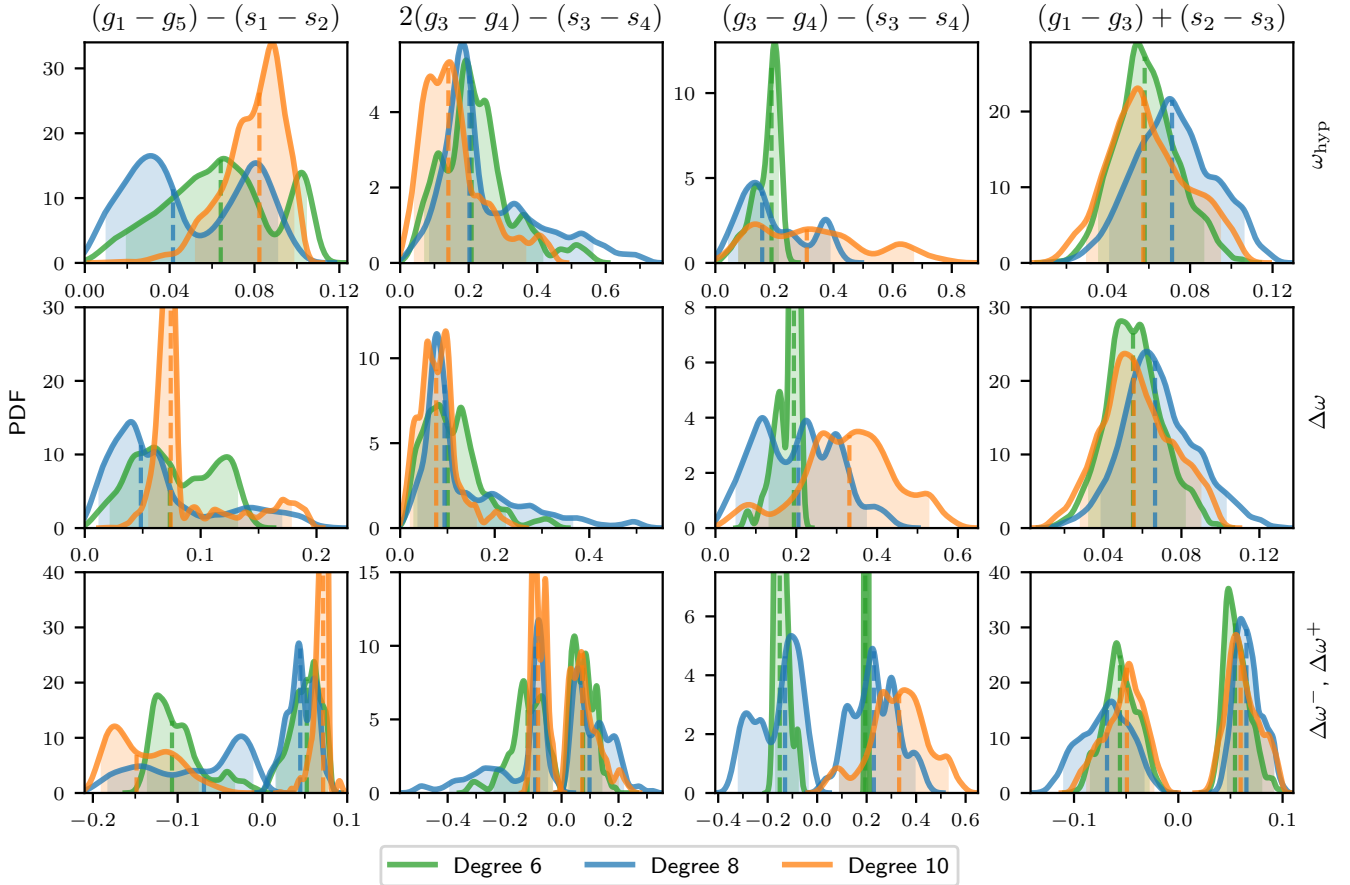 (g₁ − g₅) − (s₁ − s₂) 2(g₃ − g₄) − (s₃ − s₄) (g₃ − g₄) − (s₃ − s₄) (g₁ − g₃) + (s₂ − s₃)
40
30
20
10
0
0.00 0.04 0.08 0.12
4
2
0
0.0 0.2 0.4 0.6
10
5
0
0.0 0.2 0.4 0.6 0.8
20
10
0
0.04 0.08 0.12
ω_hyp
PDF
30
20
10
0
0.0 0.1 0.2
10
5
0
0.0 0.2 0.4
8
6
4
2
0
0.0 0.2 0.4 0.6
30
20
10
0
0.04 0.08 0.12
Δω
40
30
20
10
0
−0.2 −0.1 0.0 0.1
15
10
5
0
−0.4 −0.2 0.0 0.2
6
4
2
0
−0.4 −0.2 0.0 0.2 0.4 0.6
40
30
20
10
0
−0.1 0.0 0.1
Δω⁻, Δω⁺
Degree 6 Degree 8 Degree 10